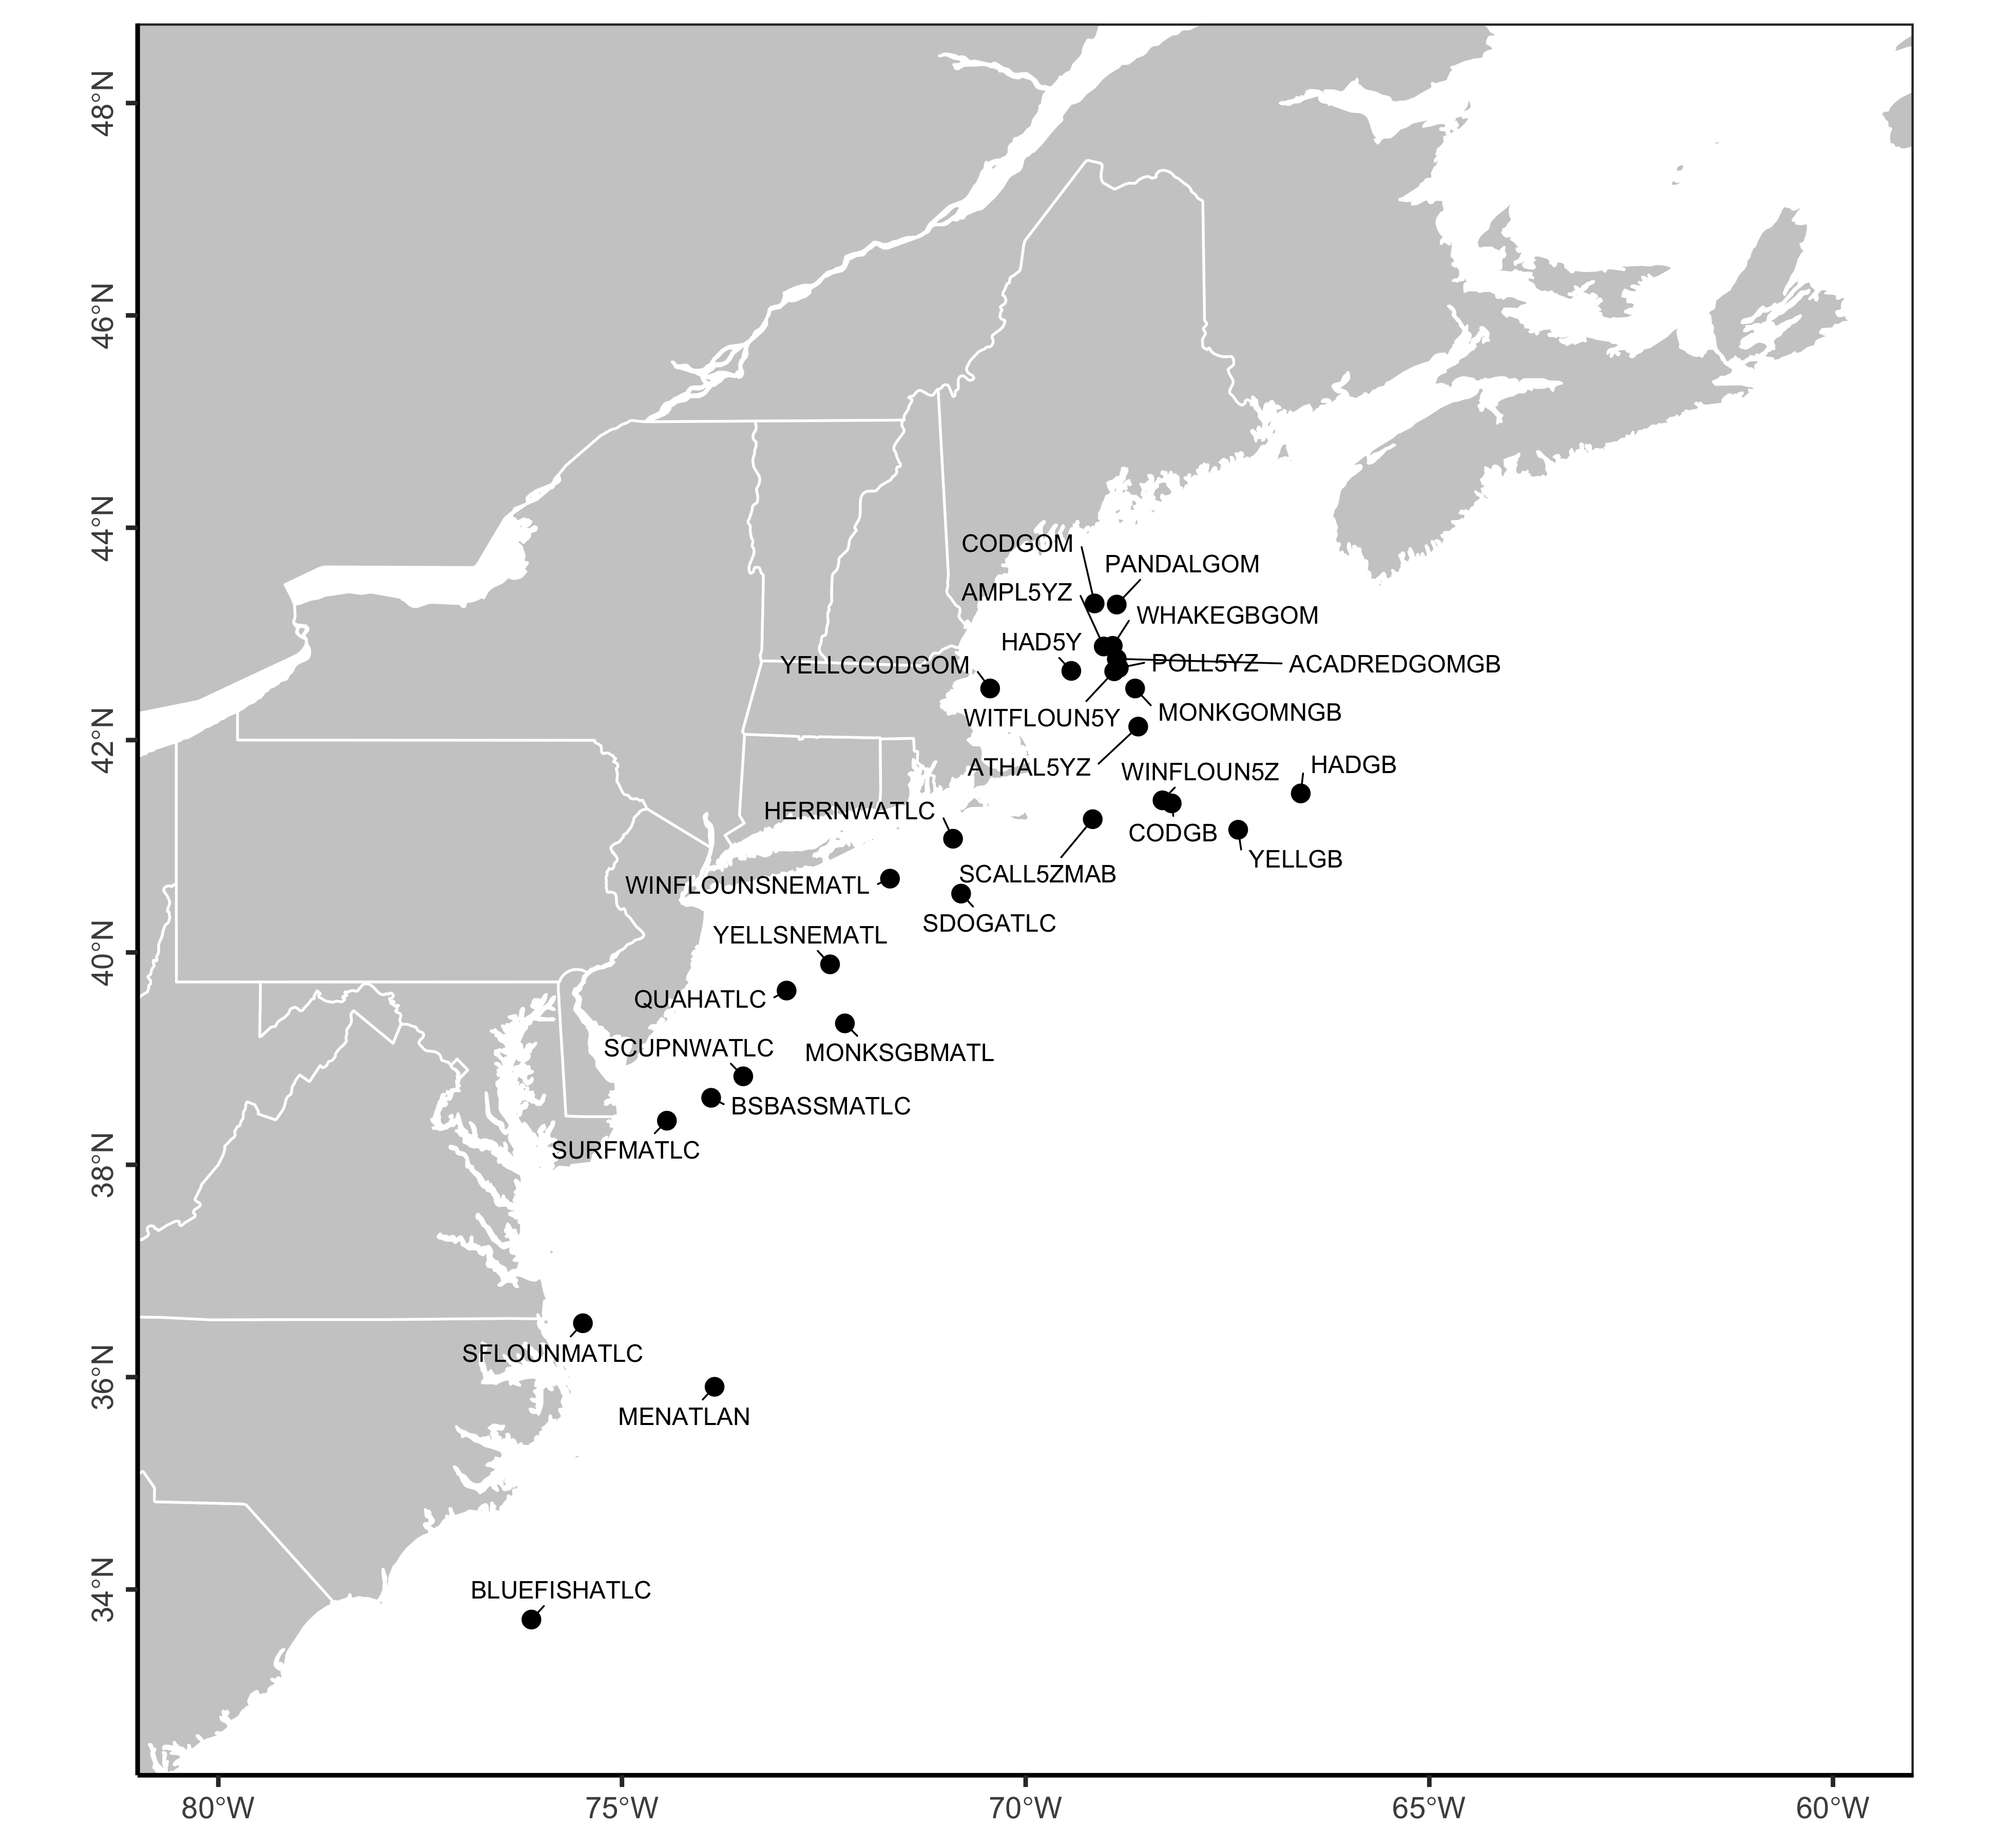 48°N
46°N
44°N
42°N
40°N
38°N
36°N
34°N
CODGOM
PANDALGOM
AMPL5YZ
WHAKEGBGOM
HAD5Y
YELLCCODGOM
POLL5YZ
ACADREDGOMGB
WITFLOUN5Y
MONKGOMNGB
ATHAL5YZ
WINFLOUN5Z
HADGB
HERRNWATLC
CODGB
YELLGB
SCALL5ZMAB
WINFLOUNSNEMATL
SDOGATLC
YELLSNEMATL
QUAHATLC
SCUPNWATLC
MONKSGBMATL
BSBASSMATLC
SURFMATLC
SFLOUNMATLC
MENATLAN
BLUEFISHATLC
80°W
75°W
70°W
65°W
60°W